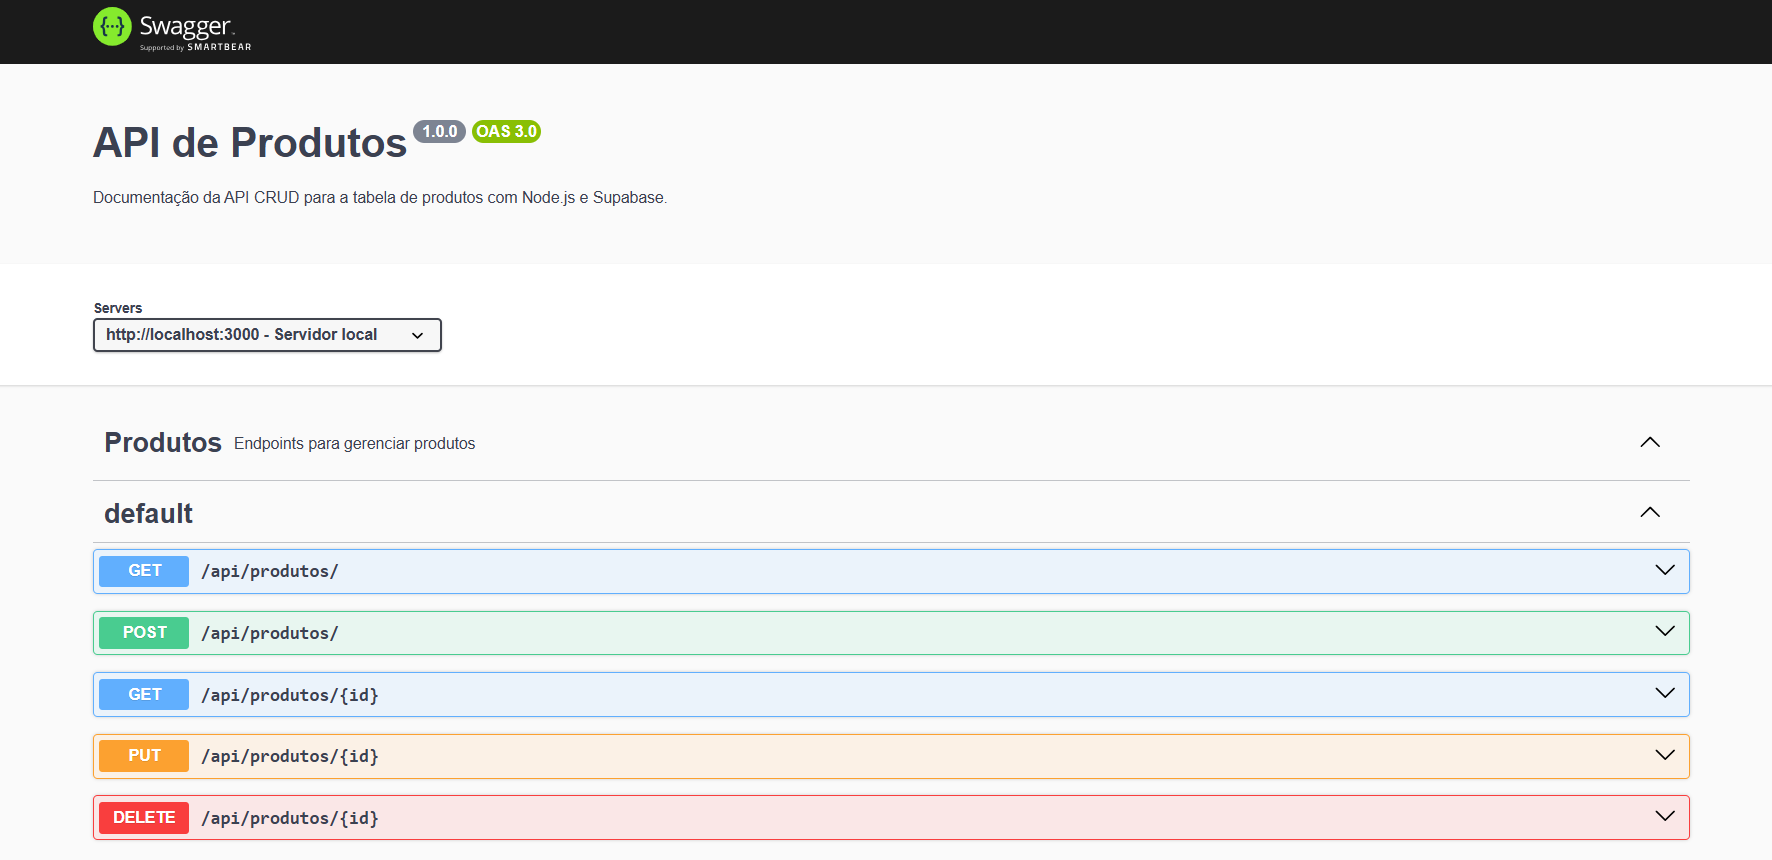 {···} Swagger™
Supported by SMARTBEAR
API de Produtos 1.0.0 OAS 3.0
Documentação da API CRUD para a tabela de produtos com Node.js e Supabase.
Servers
http://localhost:3000 - Servidor local
Produtos Endpoints para gerenciar produtos
default
GET /api/produtos/
POST /api/produtos/
GET /api/produtos/{id}
PUT /api/produtos/{id}
DELETE /api/produtos/{id}